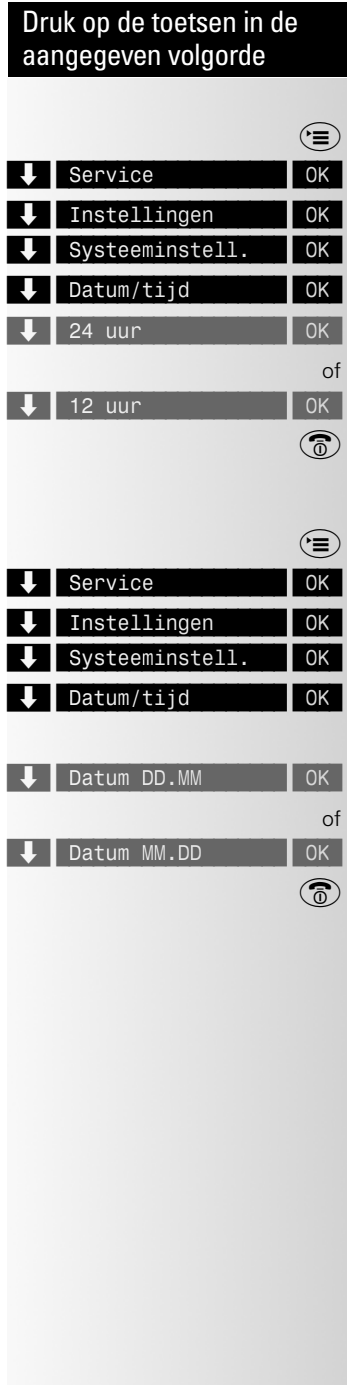 Druk op de toetsen in de
aangegeven volgorde
Service OK
Instellingen OK
Systeeminstell. OK
Datum/tijd OK
24 uur OK
of
12 uur OK
Service OK
Instellingen OK
Systeeminstell. OK
Datum/tijd OK
Datum DD.MM OK
of
Datum MM.DD OK